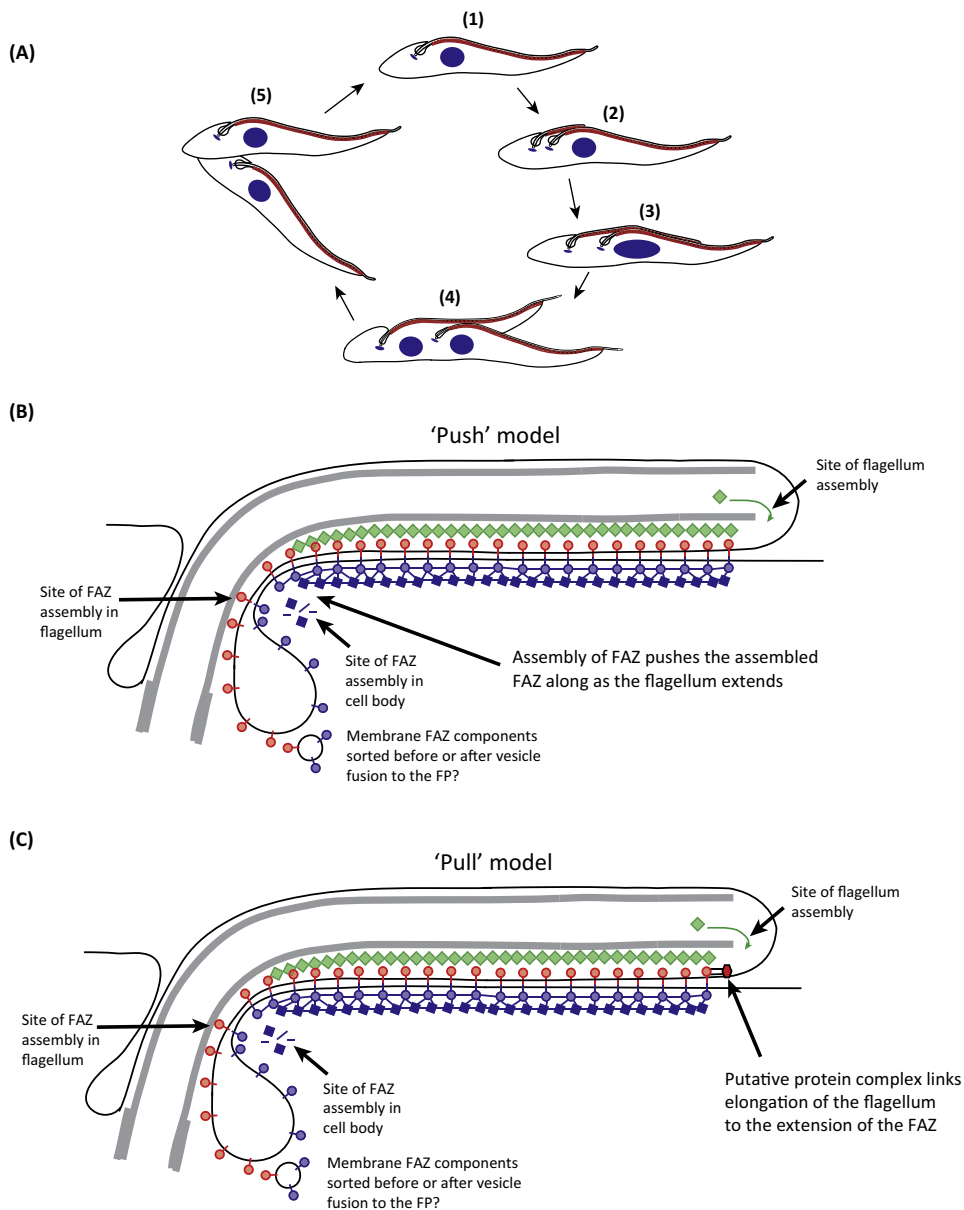 (A)
(1)
(2)
(3)
(4)
(5)
(B)
'Push' model
Site of flagellum
assembly
Site of FAZ
assembly in
flagellum
Site of FAZ
assembly in
cell body
Assembly of FAZ pushes the assembled
FAZ along as the flagellum extends
Membrane FAZ components
sorted before or after vesicle
fusion to the FP?
(C)
'Pull' model
Site of flagellum
assembly
Site of FAZ
assembly in
flagellum
Site of FAZ
assembly in
cell body
Putative protein complex links
elongation of the flagellum
to the extension of the FAZ
Membrane FAZ components
sorted before or after vesicle
fusion to the FP?